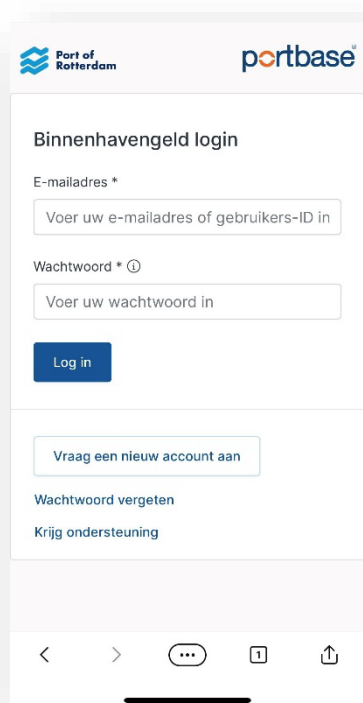 Port of
Rotterdam
portbase
Binnenhavengeld login
E-mailadres *
Voer uw e-mailadres of gebruikers-ID in
Wachtwoord *
Voer uw wachtwoord in
Log in
Vraag een nieuw account aan
Wachtwoord vergeten
Krijg ondersteuning
1